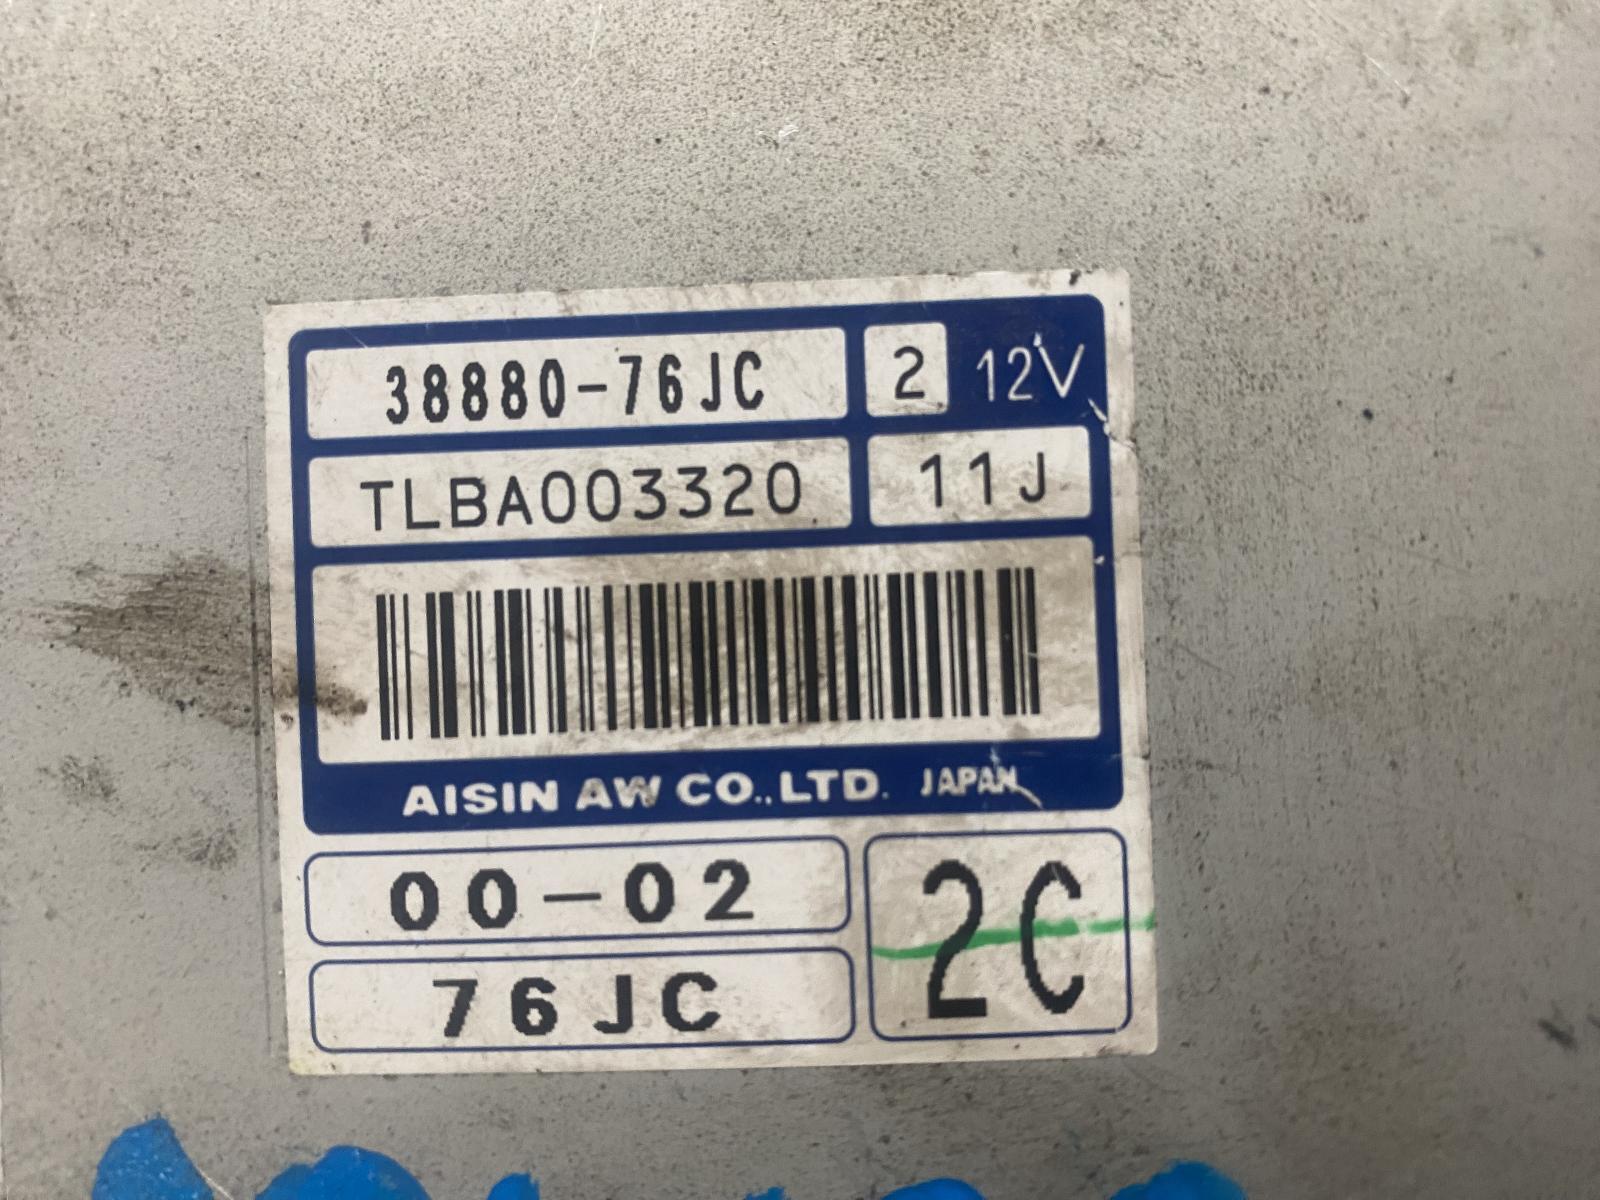 38880-76JC 2 12V
TLBA003320 11J
AISIN AW CO.,LTD. JAPAN
00-02 2C
76JC